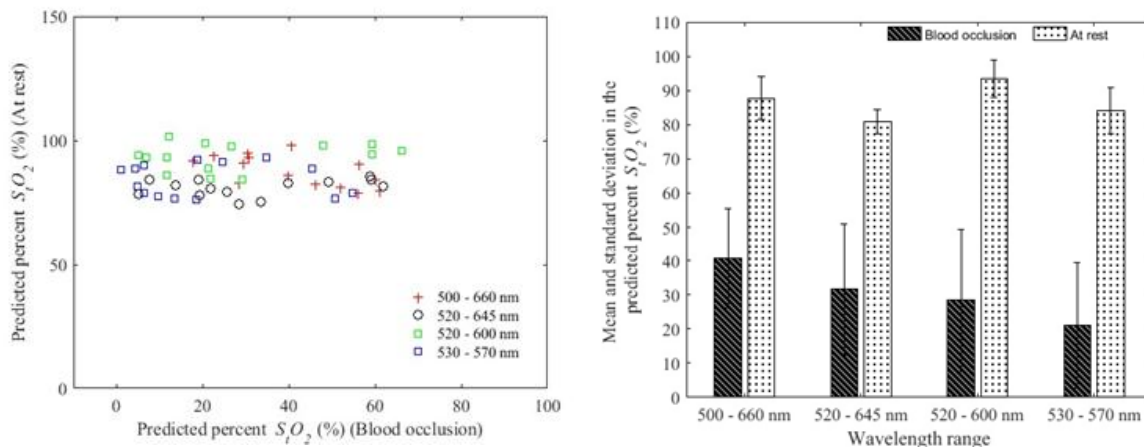 150
100
50
0
0 20 40 60 80 100
Predicted percent StO2 (%) (At rest)
Predicted percent StO2 (%) (Blood occlusion)
500 - 660 nm
520 - 645 nm
520 - 600 nm
530 - 570 nm
110
100
90
80
70
60
50
40
30
20
10
0
Mean and standard deviation in the
predicted percent StO2 (%)
Blood occlusion At rest
500 - 660 nm 520 - 645 nm 520 - 600 nm 530 - 570 nm
Wavelength range